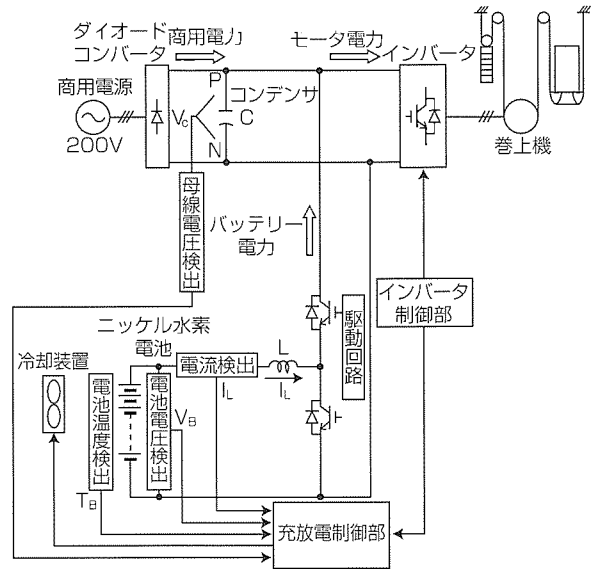 ダイオード
コンバータ
商用電力
モータ電力
インバータ
商用電源
200V
P
Vc
コンデンサ
C
N
巻上機
母線電圧検出
バッテリー
電力
インバータ
制御部
駆動回路
ニッケル水素
電池
冷却装置
電流検出
L
IL
IL
電池温度検出
電池電圧検出
VB
TB
充放電制御部